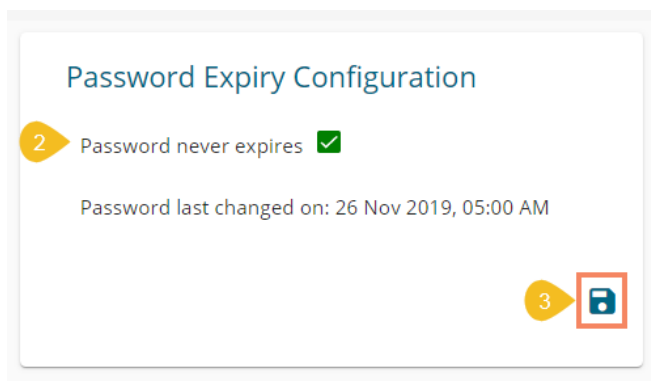 Password Expiry Configuration
2 Password never expires
Password last changed on: 26 Nov 2019, 05:00 AM
3